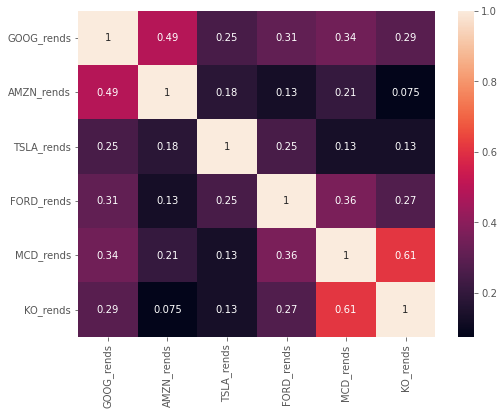 GOOG_rends 1 0.49 0.25 0.31 0.34 0.29
AMZN_rends 0.49 1 0.18 0.13 0.21 0.075
TSLA_rends 0.25 0.18 1 0.25 0.13 0.13
FORD_rends 0.31 0.13 0.25 1 0.36 0.27
MCD_rends 0.34 0.21 0.13 0.36 1 0.61
KO_rends 0.29 0.075 0.13 0.27 0.61 1
GOOG_rends
AMZN_rends
TSLA_rends
FORD_rends
MCD_rends
KO_rends
1.0
0.8
0.6
0.4
0.2